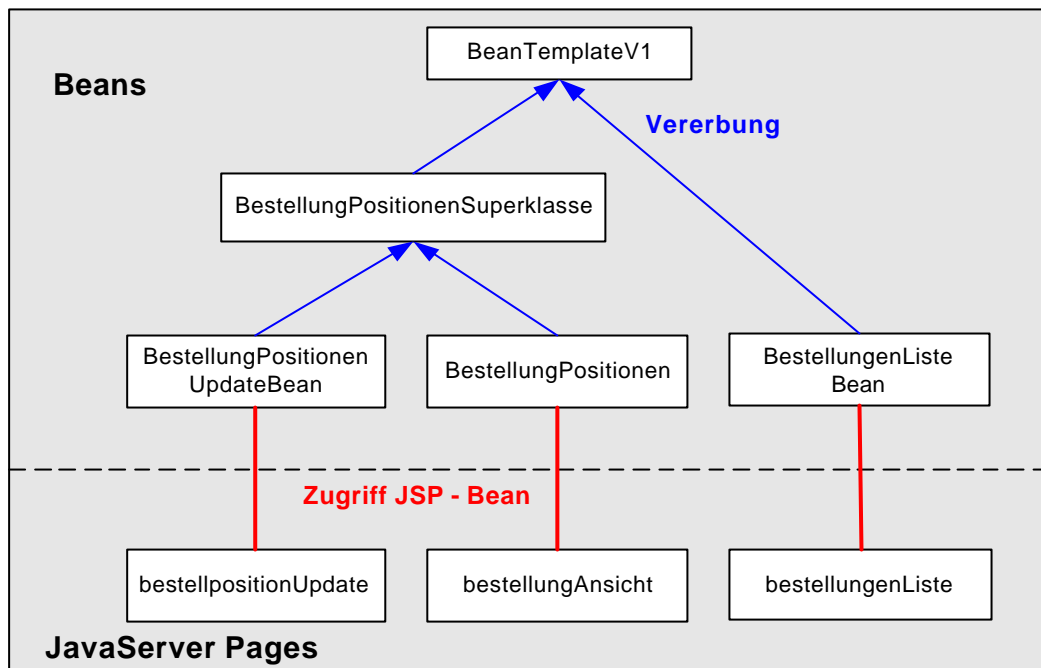 BeanTemplateV1
Beans
Vererbung
BestellungPositionenSuperklasse
BestellungPositionen
UpdateBean
BestellungPositionen
BestellungenListe
Bean
Zugriff JSP - Bean
bestellpositionUpdate
bestellungAnsicht
bestellungenListe
JavaServer Pages